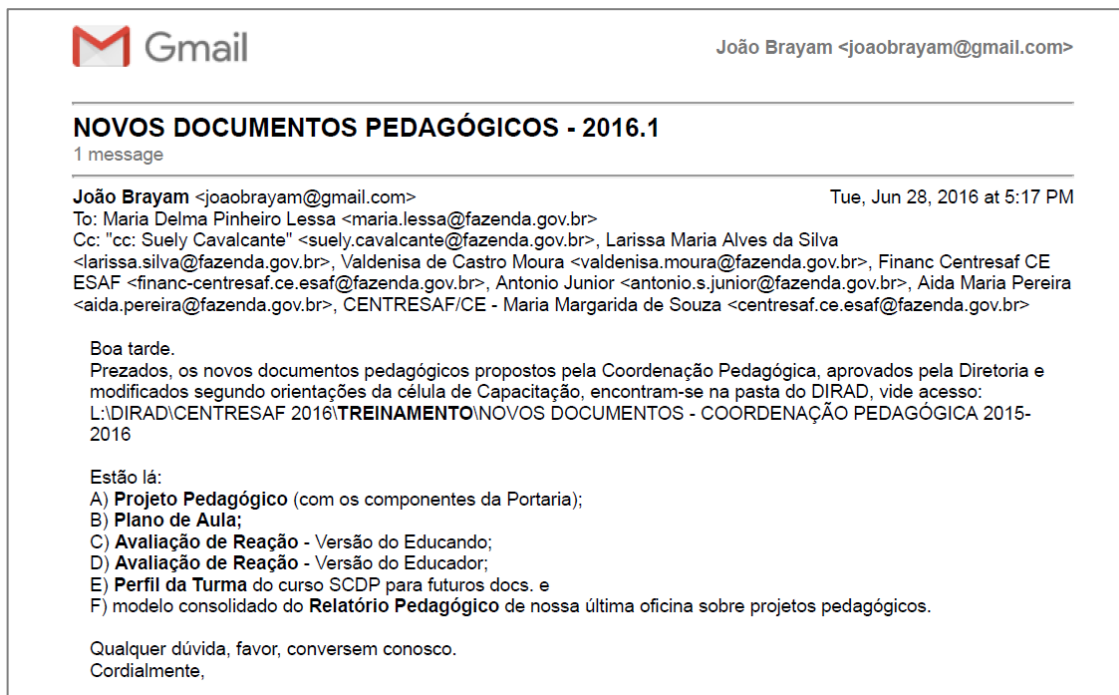 Gmail
João Brayam <joaobrayam@gmail.com>
NOVOS DOCUMENTOS PEDAGÓGICOS - 2016.1
1 message
João Brayam <joaobrayam@gmail.com> Tue, Jun 28, 2016 at 5:17 PM
To: Maria Delma Pinheiro Lessa <maria.lessa@fazenda.gov.br>
Cc: "cc: Suely Cavalcante" <suely.cavalcante@fazenda.gov.br>, Larissa Maria Alves da Silva
<larissa.silva@fazenda.gov.br>, Valdenisa de Castro Moura <valdenisa.moura@fazenda.gov.br>, Financ Centresaf CE
ESAF <financ-centresaf.ce.esaf@fazenda.gov.br>, Antonio Junior <antonio.s.junior@fazenda.gov.br>, Aida Maria Pereira
<aida.pereira@fazenda.gov.br>, CENTRESAF/CE - Maria Margarida de Souza <centresaf.ce.esaf@fazenda.gov.br>
Boa tarde.
Prezados, os novos documentos pedagógicos propostos pela Coordenação Pedagógica, aprovados pela Diretoria e
modificados segundo orientações da célula de Capacitação, encontram-se na pasta do DIRAD, vide acesso:
L:\DIRAD\CENTRESAF 2016\TREINAMENTO\NOVOS DOCUMENTOS - COORDENAÇÃO PEDAGÓGICA 2015-
2016
Estão lá:
A) Projeto Pedagógico (com os componentes da Portaria);
B) Plano de Aula;
C) Avaliação de Reação - Versão do Educando;
D) Avaliação de Reação - Versão do Educador;
E) Perfil da Turma do curso SCDP para futuros docs. e
F) modelo consolidado do Relatório Pedagógico de nossa última oficina sobre projetos pedagógicos.
Qualquer dúvida, favor, conversem conosco.
Cordialmente,